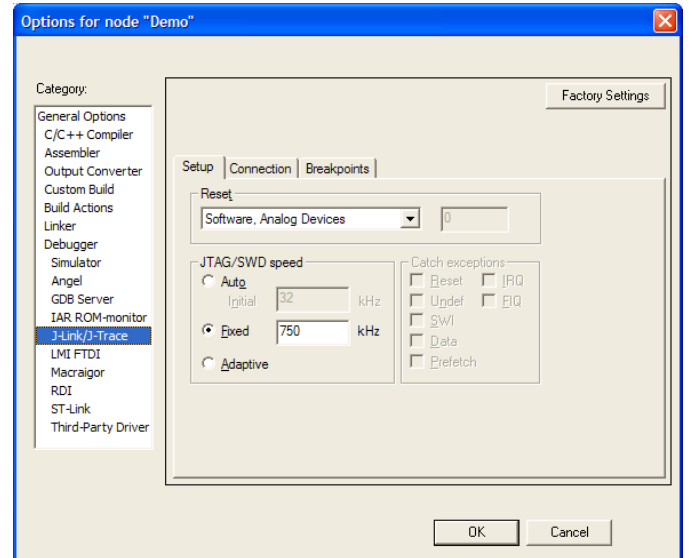 Options for node "Demo"
Category:
Factory Settings
General Options
C/C++ Compiler
Assembler
Output Converter
Custom Build
Build Actions
Linker
Debugger
Simulator
Angel
GDB Server
IAR ROM-monitor
J-Link/J-Trace
LMI FTDI
Macraigor
RDI
ST-Link
Third-Party Driver
Setup Connection Breakpoints
Reset
Software, Analog Devices 0
JTAG/SWD speed
Auto
Initial 32 kHz
Fixed 750 kHz
Adaptive
Catch exceptions
Reset IRQ
Undef FIQ
SWI
Data
Prefetch
OK Cancel